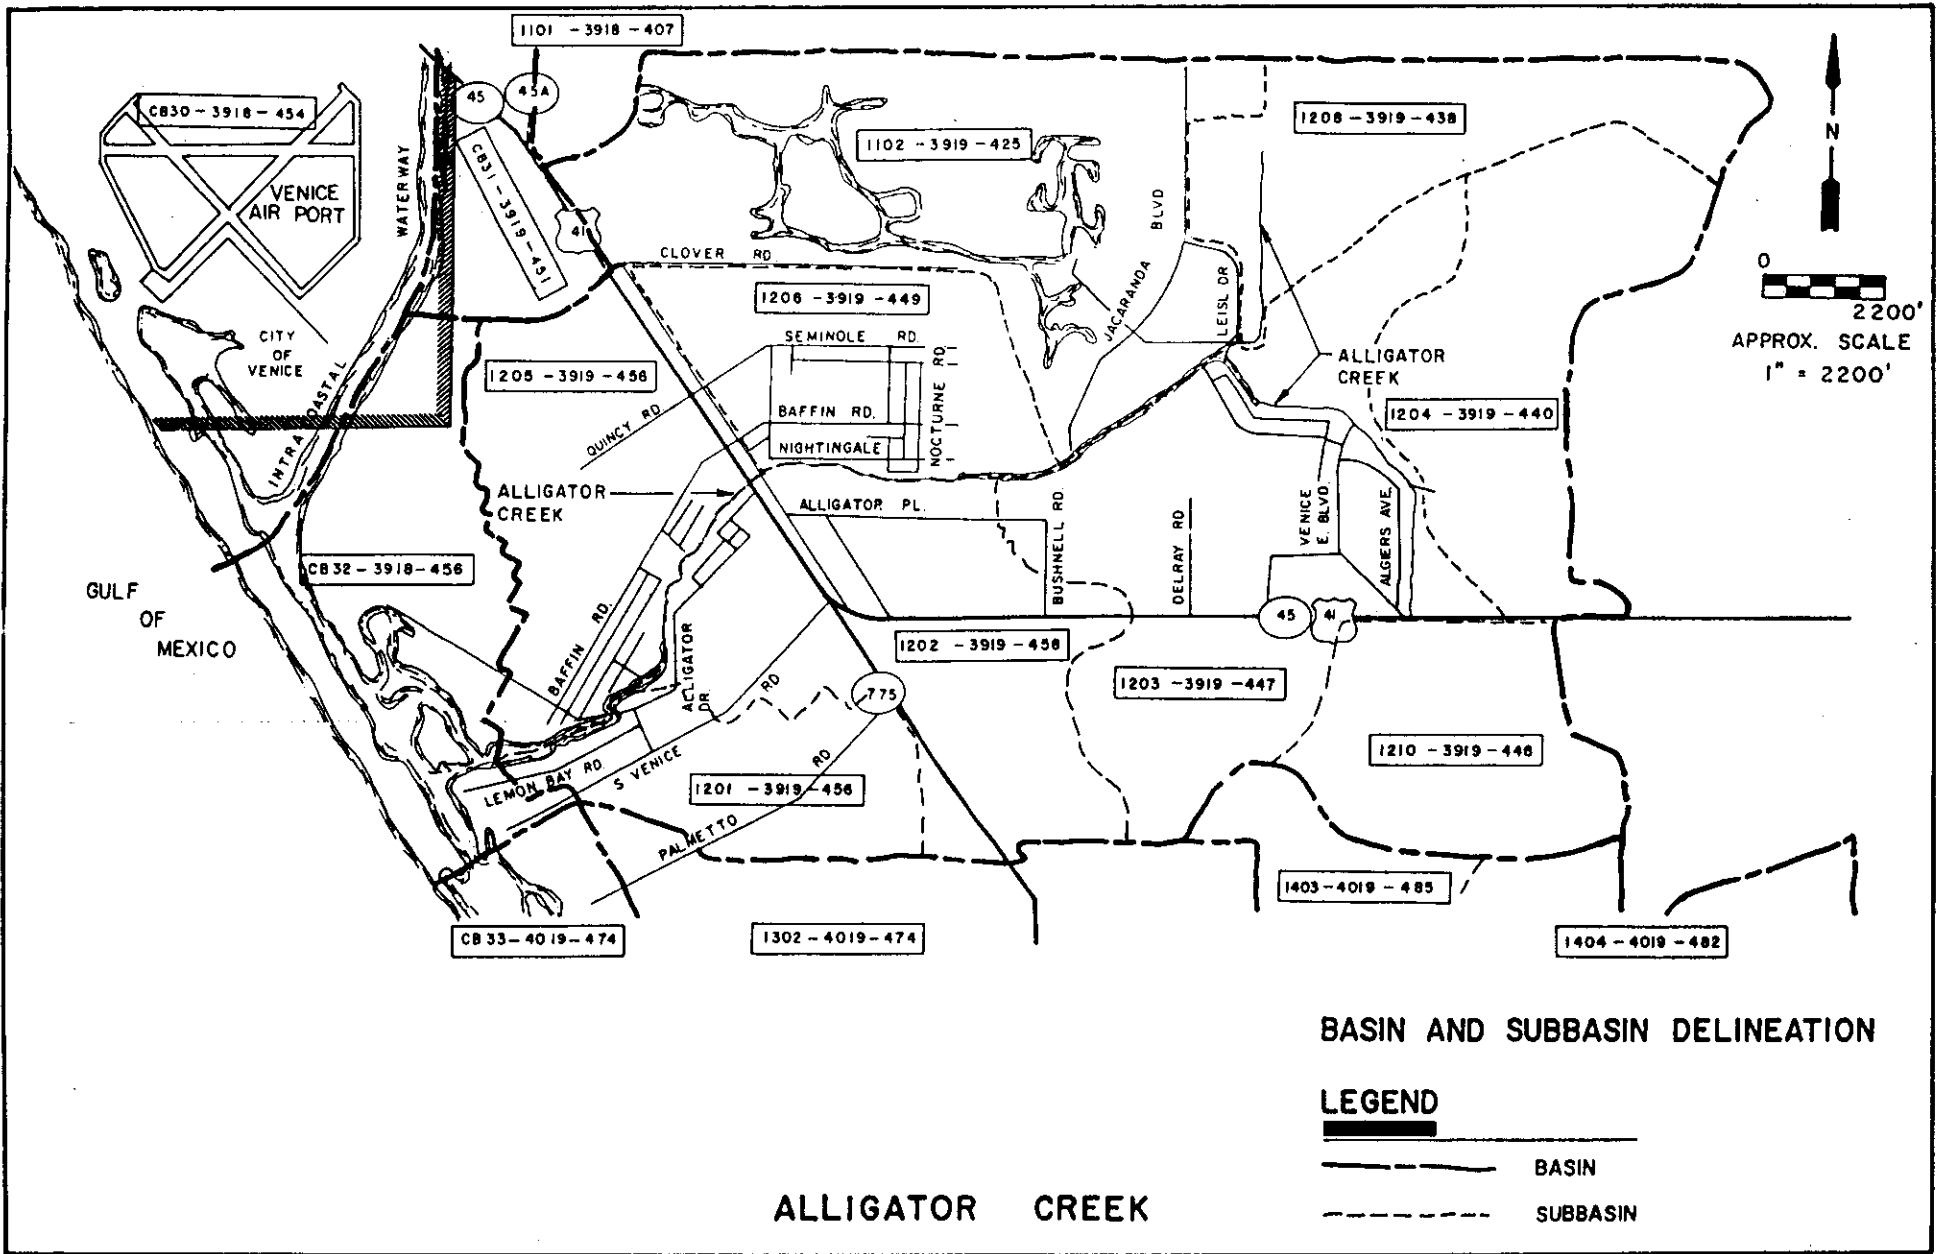 1101 - 3918 - 407
45
45A
CB30 - 3918 - 454
1102 - 3919 - 425
1208 - 3919 - 438
N
VENICE
AIR PORT
WATERWAY
CB31 - 3919 - 451
41
CLOVER RD.
BLVD
JACARANDA
LEISL DR
0
2200'
APPROX. SCALE
1" = 2200'
1206 - 3919 - 449
CITY
OF
VENICE
SEMINOLE RD.
NOCTURNE RD.
ALLIGATOR
CREEK
1205 - 3919 - 456
INTRA COASTAL
QUINCY RD
BAFFIN RD.
NIGHTINGALE
1204 - 3919 - 440
ALLIGATOR
CREEK
ALLIGATOR PL.
BUSHNELL RD.
DELRAY RD
VENICE
E. BLVD.
ALGIERS AVE.
CB32 - 3918 - 456
GULF
OF
MEXICO
BAFFIN RD.
ALLIGATOR
DR.
45
41
1202 - 3919 - 458
1203 - 3919 - 447
775
1210 - 3919 - 446
LEMON BAY RD.
S VENICE RD
1201 - 3919 - 456
PALMETTO RD
1403 - 4019 - 485
CB33 - 4019 - 474
1302 - 4019 - 474
1404 - 4019 - 482
BASIN AND SUBBASIN DELINEATION
LEGEND
BASIN
SUBBASIN
ALLIGATOR CREEK